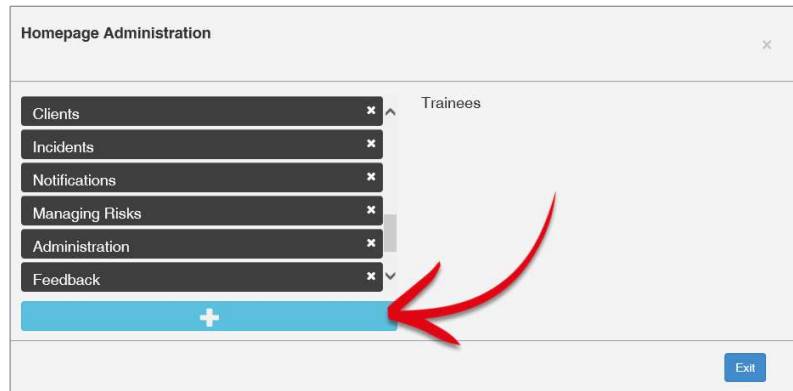 Homepage Administration
×
Clients
Trainees
Incidents
Notifications
Managing Risks
Administration
Feedback
Exit